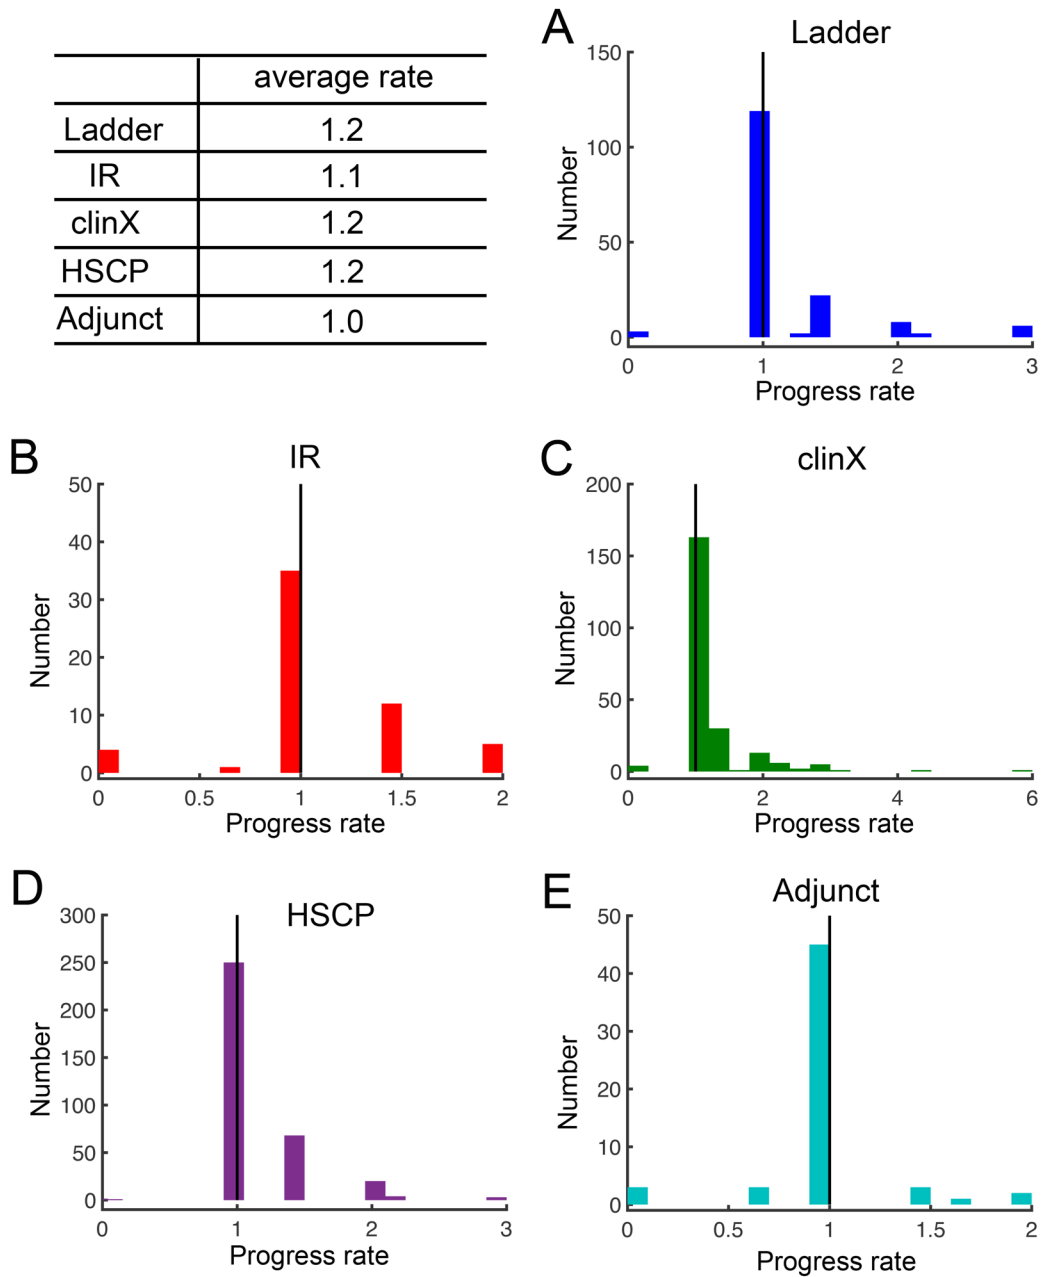 average rate
Ladder 1.2
IR 1.1
clinX 1.2
HSCP 1.2
Adjunct 1.0
A
Ladder
150
100
50
0
Number
0 1 2 3
Progress rate
B
IR
50
40
30
20
10
0
Number
0 0.5 1 1.5 2
Progress rate
C
clinX
200
150
100
50
0
Number
0 2 4 6
Progress rate
D
HSCP
300
250
200
150
100
50
0
Number
0 1 2 3
Progress rate
E
Adjunct
50
40
30
20
10
0
Number
0 0.5 1 1.5 2
Progress rate